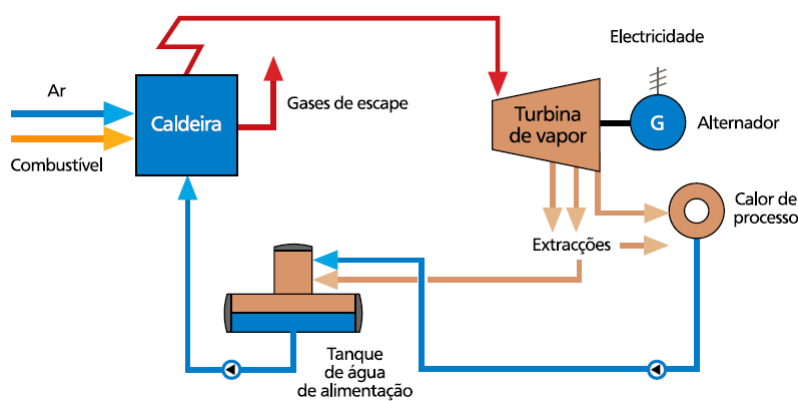 Electricidade
Ar
Caldeira
Gases de escape
Turbina
de vapor
G
Alternador
Combustível
Calor de
processo
Extracções
Tanque
de água
de alimentação